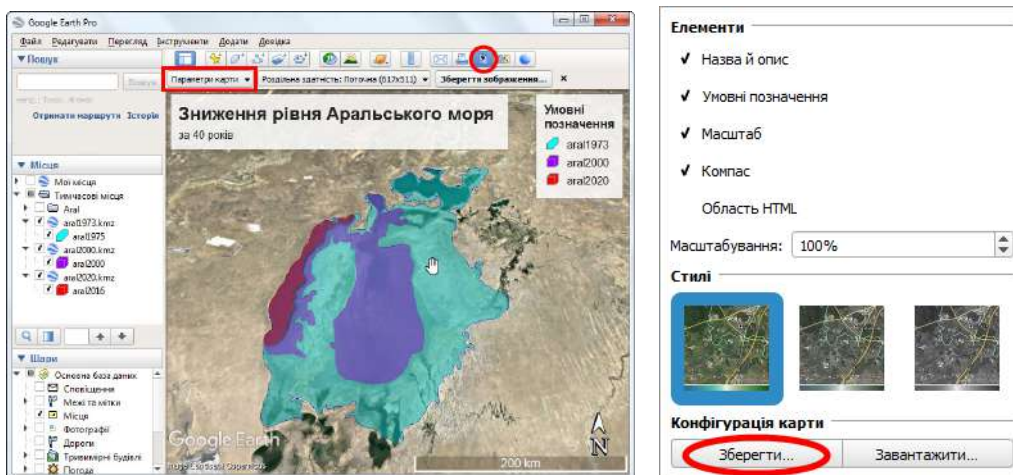 Google Earth Pro
Файл Редагувати Перегляд Інструменти Додати Довідка
Пошук
Пошук
Отримати маршрути Історія
Параметри карти
Роздільна здатність: Поточна (617x511)
Зберегти зображення...
Зниження рівня Аральського моря
за 40 років
Умовні
позначення
aral1973
aral2000
aral2020
Місця
Мої місця
Тимчасові місця
Aral
aral1973.kmz
aral1975
aral2000.kmz
aral2000
aral2020.kmz
aral2016
Шари
Основна база даних
Сповіщення
Межі та мітки
Місця
Фотографії
Дороги
Тривимірні будівлі
Погода
Google Earth
Image Landsat / Copernicus
200 km
N
Елементи
Назва й опис
Умовні позначення
Масштаб
Компас
Область HTML
Масштабування: 100%
Стилі
Конфігурація карти
Зберегти...
Завантажити...